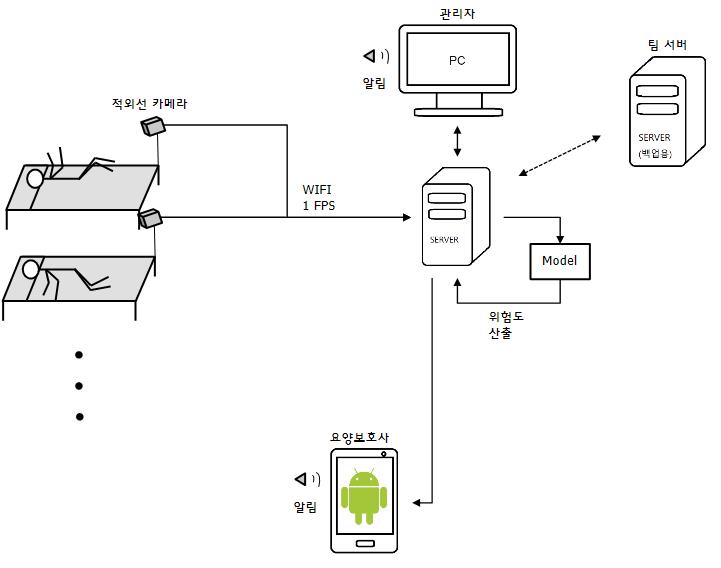 관리자
팀 서버
PC
알림
적외선 카메라
SERVER
(백업용)
WIFI
1 FPS
SERVER
Model
위험도
산출
요양보호사
알림